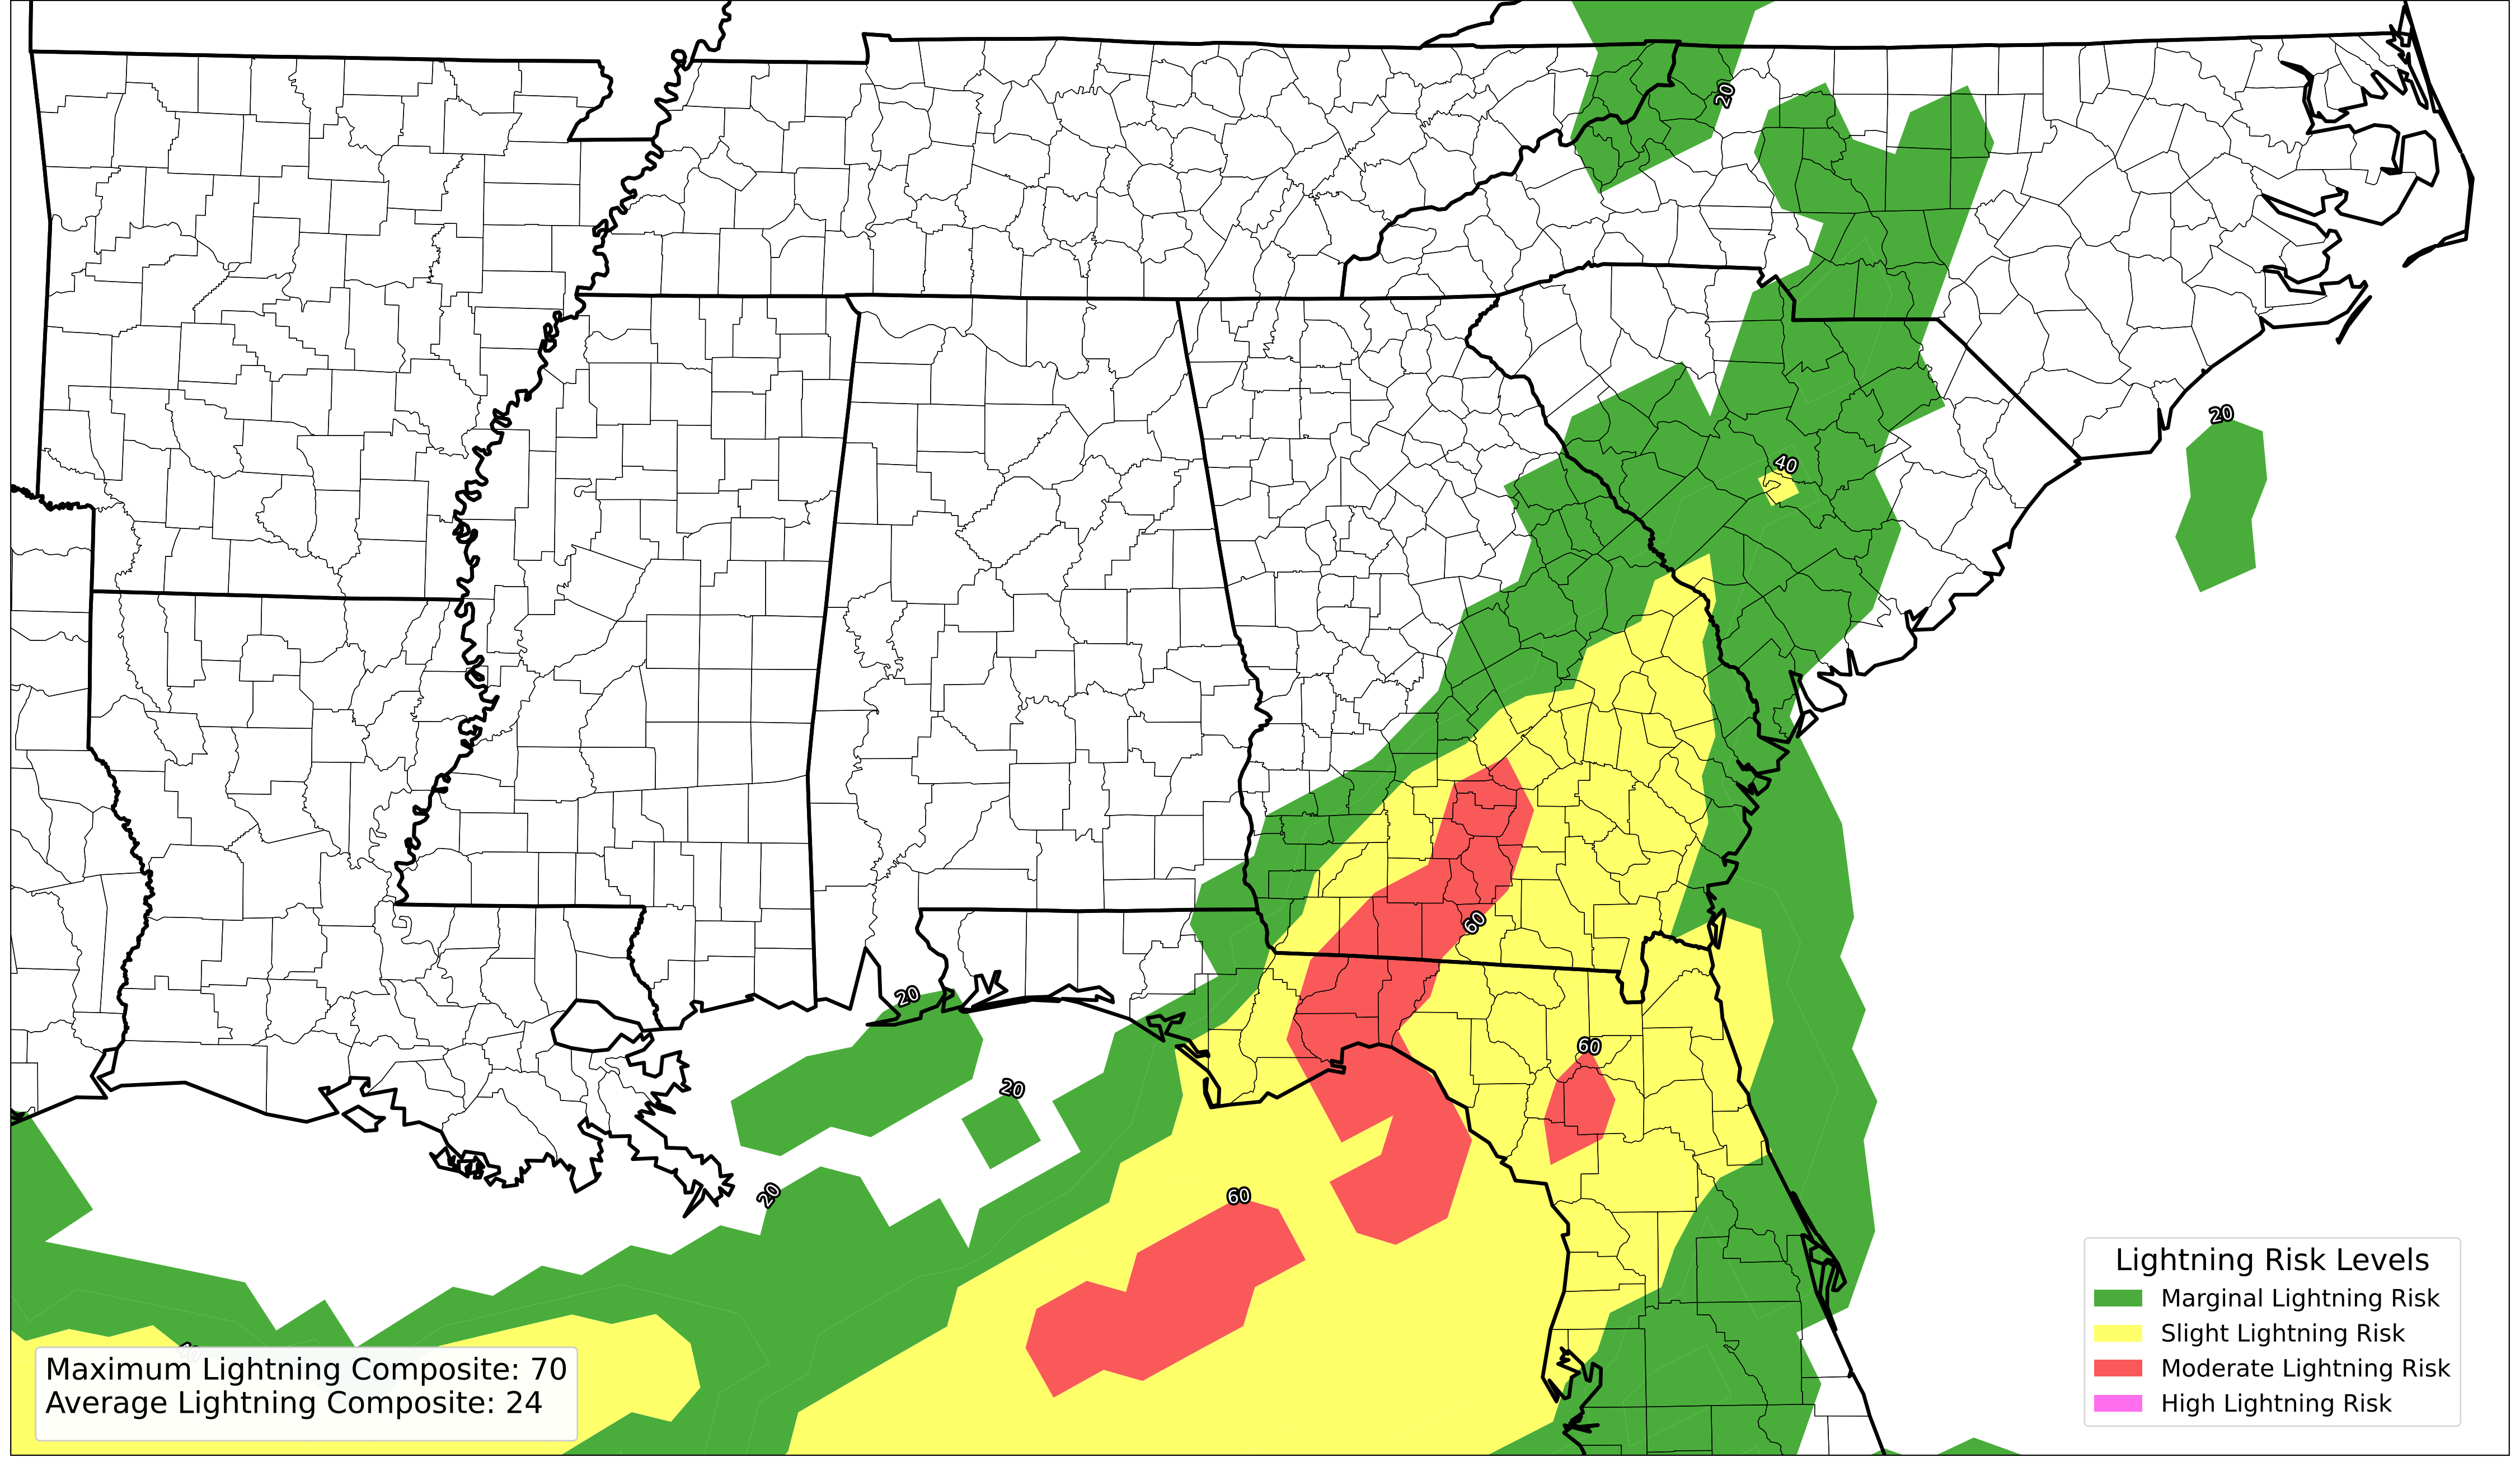 20
20
40
60
20
60
20
20
60
Lightning Risk Levels
Marginal Lightning Risk
Slight Lightning Risk
Moderate Lightning Risk
High Lightning Risk
Maximum Lightning Composite: 70
Average Lightning Composite: 24